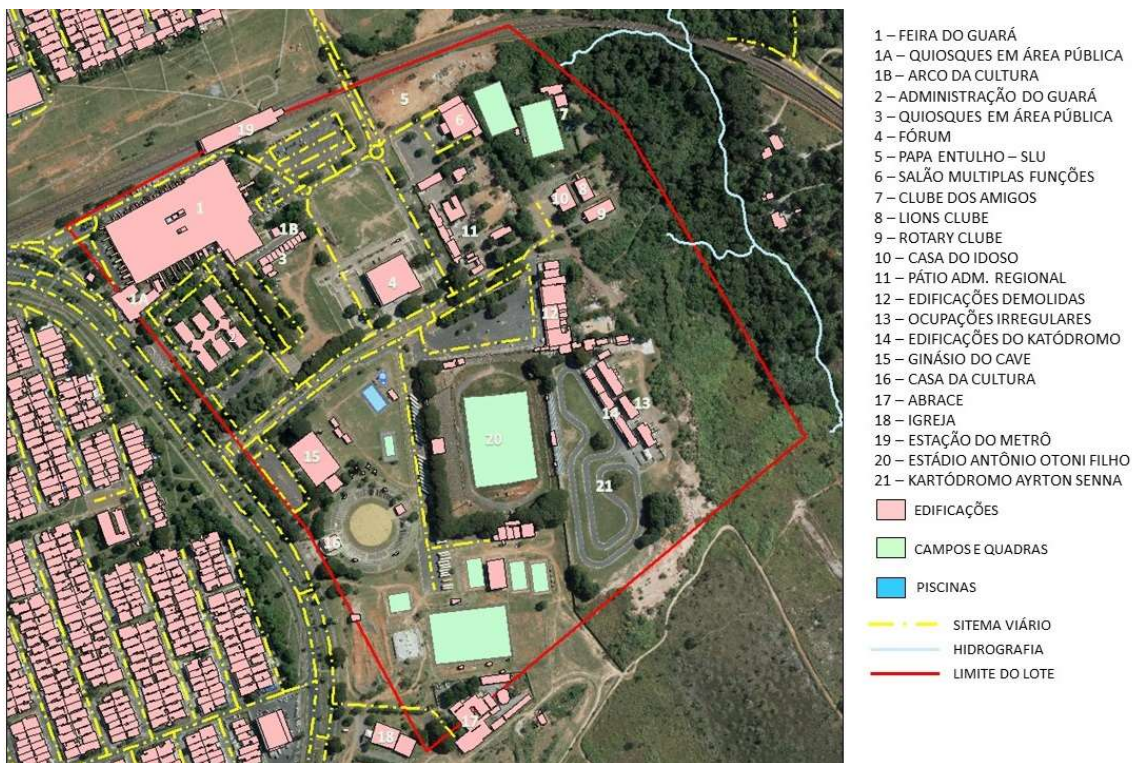 1 – FEIRA DO GUARÁ
1A – QUIOSQUES EM ÁREA PÚBLICA
1B – ARCO DA CULTURA
2 – ADMINISTRAÇÃO DO GUARÁ
3 – QUIOSQUES EM ÁREA PÚBLICA
4 – FÓRUM
5 – PAPA ENTULHO – SLU
6 – SALÃO MULTIPLAS FUNÇÕES
7 – CLUBE DOS AMIGOS
8 – LIONS CLUBE
9 – ROTARY CLUBE
10 – CASA DO IDOSO
11 – PÁTIO ADM. REGIONAL
12 – EDIFICAÇÕES DEMOLIDAS
13 – OCUPAÇÕES IRREGULARES
14 – EDIFICAÇÕES DO KATÓDROMO
15 – GINÁSIO DO CAVE
16 – CASA DA CULTURA
17 – ABRACE
18 – IGREJA
19 – ESTAÇÃO DO METRÔ
20 – ESTÁDIO ANTÔNIO OTONI FILHO
21 – KARTÓDROMO AYRTON SENNA
EDIFICAÇÕES
CAMPOS E QUADRAS
PISCINAS
SITEMA VIÁRIO
HIDROGRAFIA
LIMITE DO LOTE
5
6
7
19
10
8
9
1
1B
11
3
4
1A
2
12
13
14
20
15
21
16
17
18